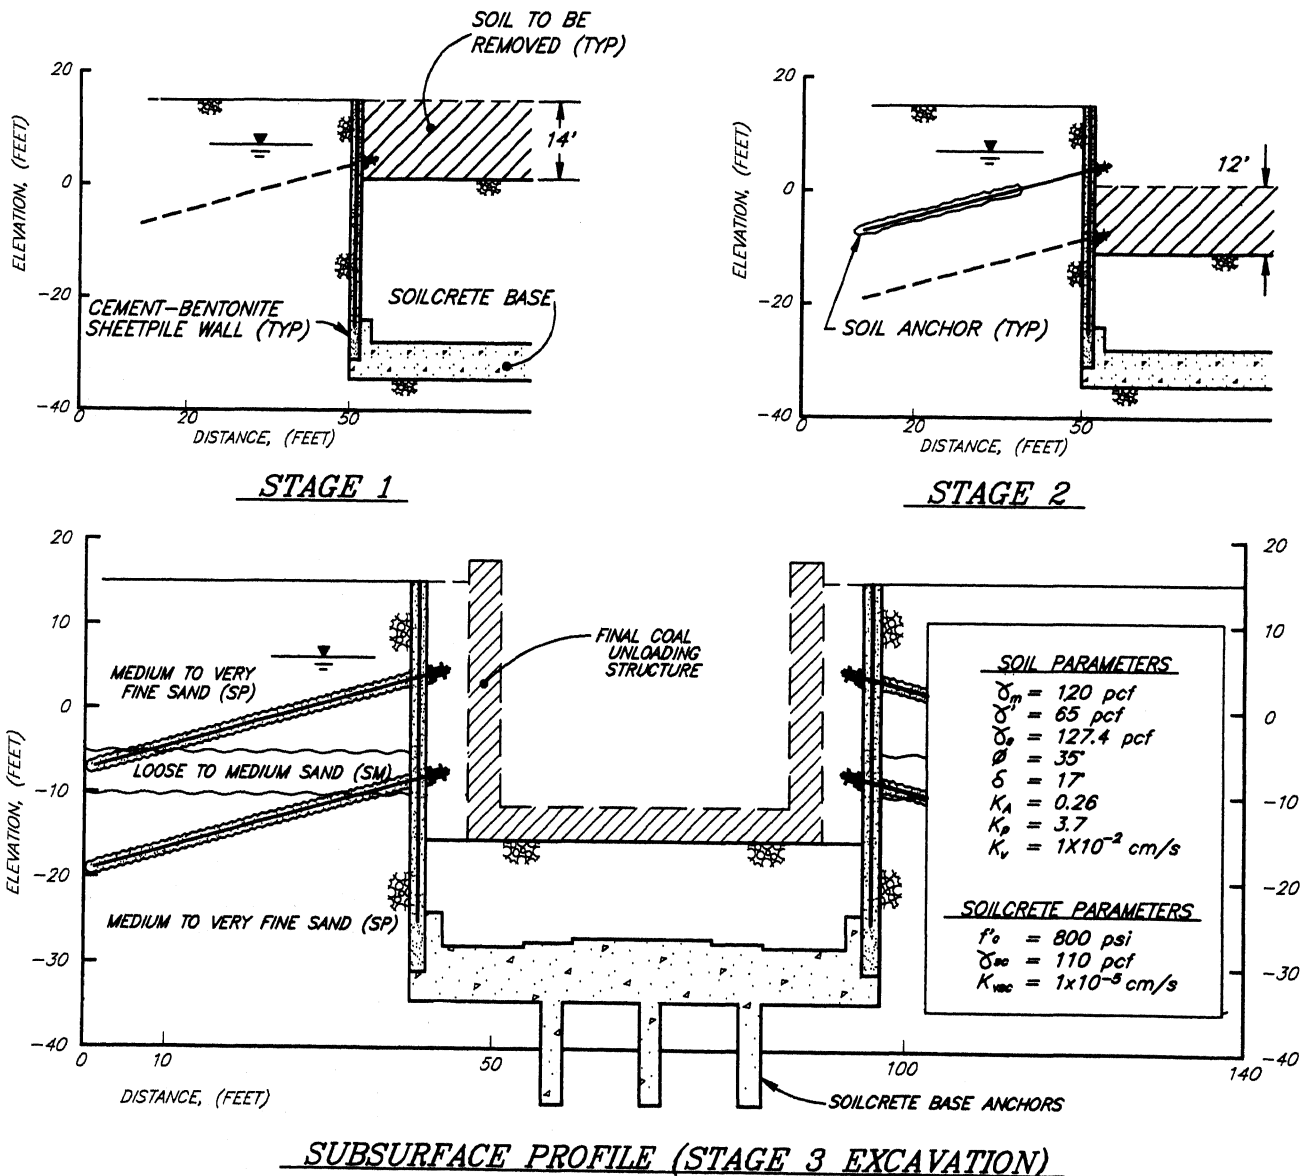 SOIL TO BE
REMOVED (TYP)
20
0
-20
-40
ELEVATION, (FEET)
14'
CEMENT-BENTONITE
SHEETPILE WALL (TYP)
SOILCRETE BASE
0
20
50
DISTANCE, (FEET)
STAGE 1
20
0
-20
-40
ELEVATION, (FEET)
12'
SOIL ANCHOR (TYP)
0
20
50
DISTANCE, (FEET)
STAGE 2
20
10
0
-10
-20
-30
-40
ELEVATION, (FEET)
MEDIUM TO VERY
FINE SAND (SP)
LOOSE TO MEDIUM SAND (SM)
MEDIUM TO VERY FINE SAND (SP)
FINAL COAL
UNLOADING
STRUCTURE
SOIL PARAMETERS
γm = 120 pcf
γ' = 65 pcf
= 127.4 pcf
Ø = 35°
δ = 17°
KA = 0.26
Kp = 3.7
Kv = 1X10⁻² cm/s
SOILCRETE PARAMETERS
f'c = 800 psi
γsc = 110 pcf
Kvsc = 1x10⁻⁵ cm/s
20
10
0
-10
-20
-30
-40
0
10
50
100
140
DISTANCE, (FEET)
SOILCRETE BASE ANCHORS
SUBSURFACE PROFILE (STAGE 3 EXCAVATION)